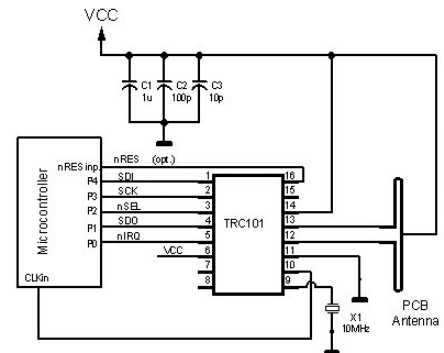 VCC
C1
1u
C2
100p
C3
10p
nRES (opt.)
nRES inp.
SDI
P4
SCK
P3
nSEL
P2
SDO
P1
nIRQ
P0
VCC
Microcontroller
CLKin
TRC101
1
2
3
4
5
6
7
8
16
15
14
13
12
11
10
9
X1
10MHz
PCB
Antenna